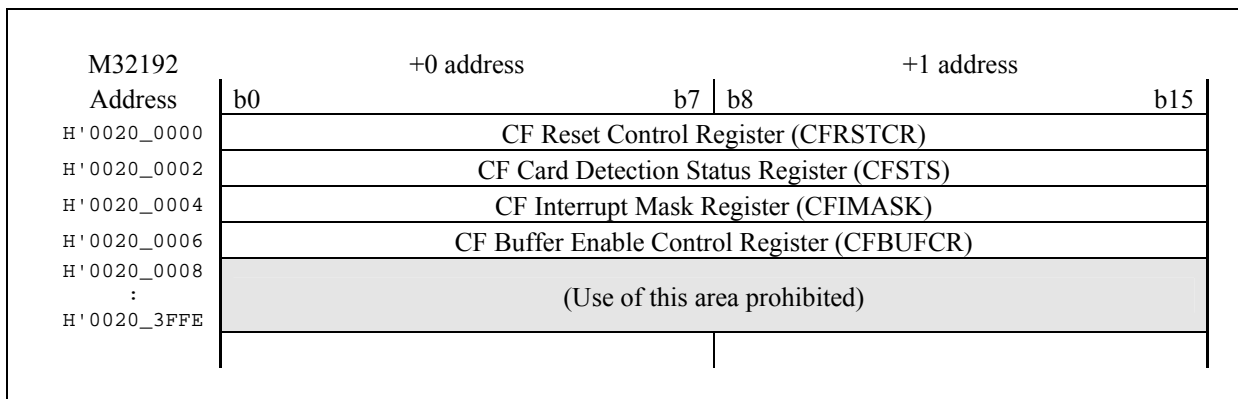 M32192 +0 address +1 address
Address b0 b7 b8 b15
H'0020_0000 CF Reset Control Register (CFRSTCR)
H'0020_0002 CF Card Detection Status Register (CFSTS)
H'0020_0004 CF Interrupt Mask Register (CFIMASK)
H'0020_0006 CF Buffer Enable Control Register (CFBUFCR)
H'0020_0008
: (Use of this area prohibited)
H'0020_3FFE